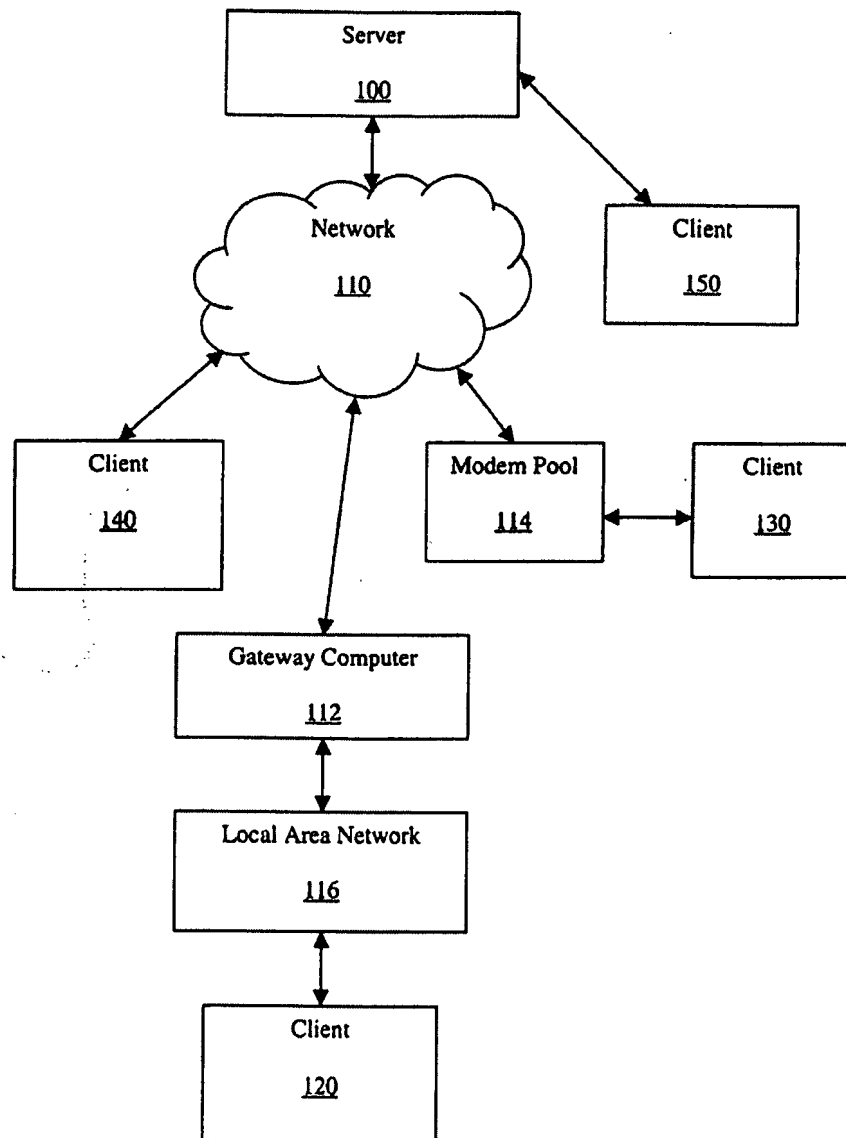 Server
100
Network
110
Client
150
Client
140
Modem Pool
114
Client
130
Gateway Computer
112
Local Area Network
116
Client
120